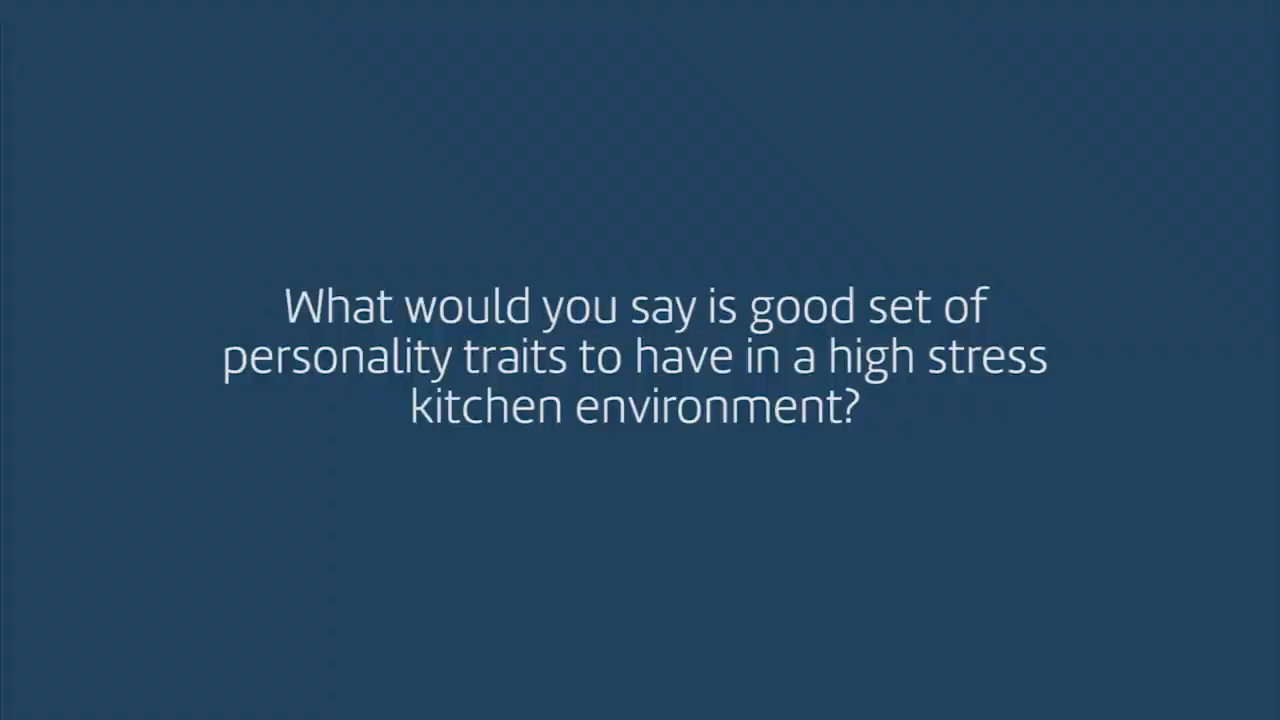 What would you say is good set of
personality traits to have in a high stress
kitchen environment?